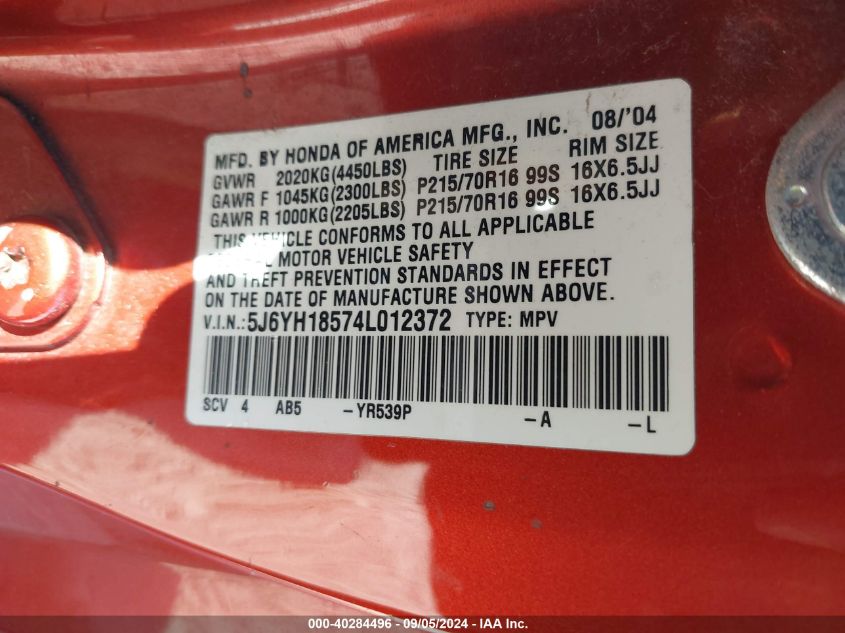 MFD. BY HONDA OF AMERICA MFG., INC. 08/'04
GVWR 2020KG(4450LBS) TIRE SIZE RIM SIZE
GAWR F 1045KG(2300LBS) P215/70R16 99S 16X6.5JJ
GAWR R 1000KG(2205LBS) P215/70R16 99S 16X6.5JJ
THIS VEHICLE CONFORMS TO ALL APPLICABLE
MOTOR VEHICLE SAFETY
AND THEFT PREVENTION STANDARDS IN EFFECT
ON THE DATE OF MANUFACTURE SHOWN ABOVE.
V.I.N.:5J6YH18574L012372 TYPE: MPV
SCV 4 AB5 -YR539P -A -L
000-40284496 - 09/05/2024 - IAA Inc.